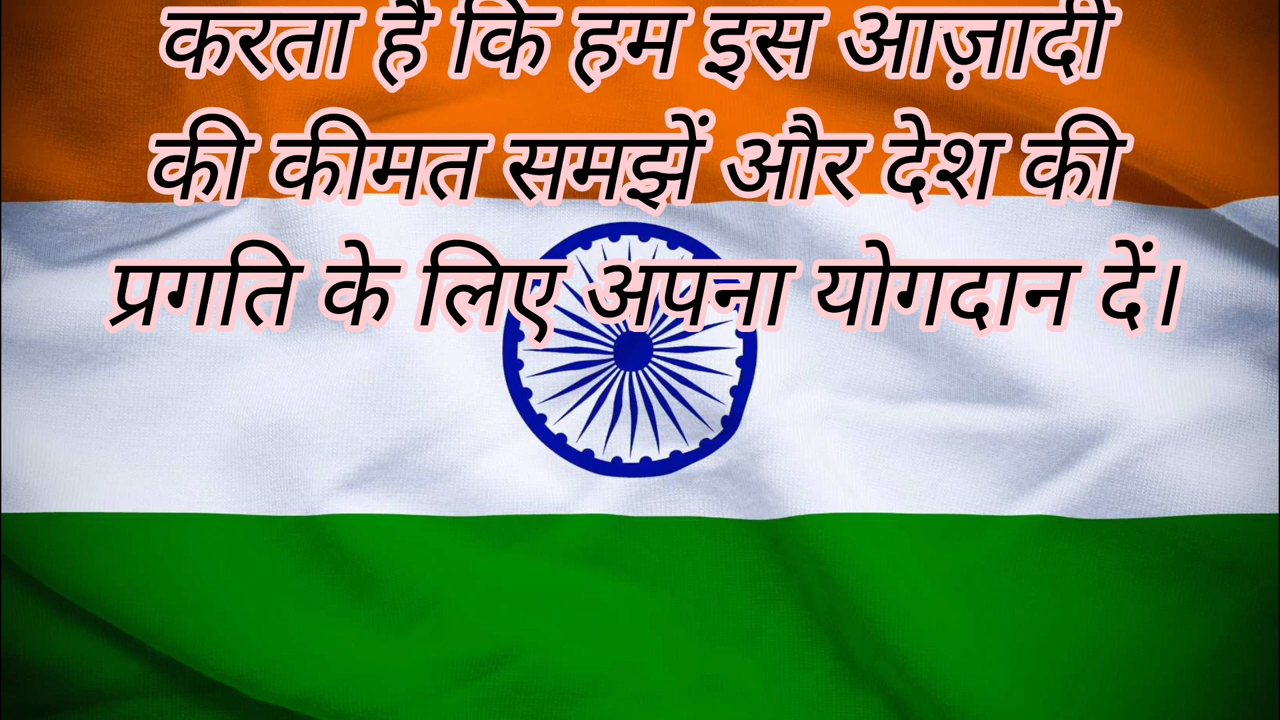 करता है कि हम इस आज़ादी
की कीमत समझें और देश की
प्रगति के लिए अपना योगदान दें।